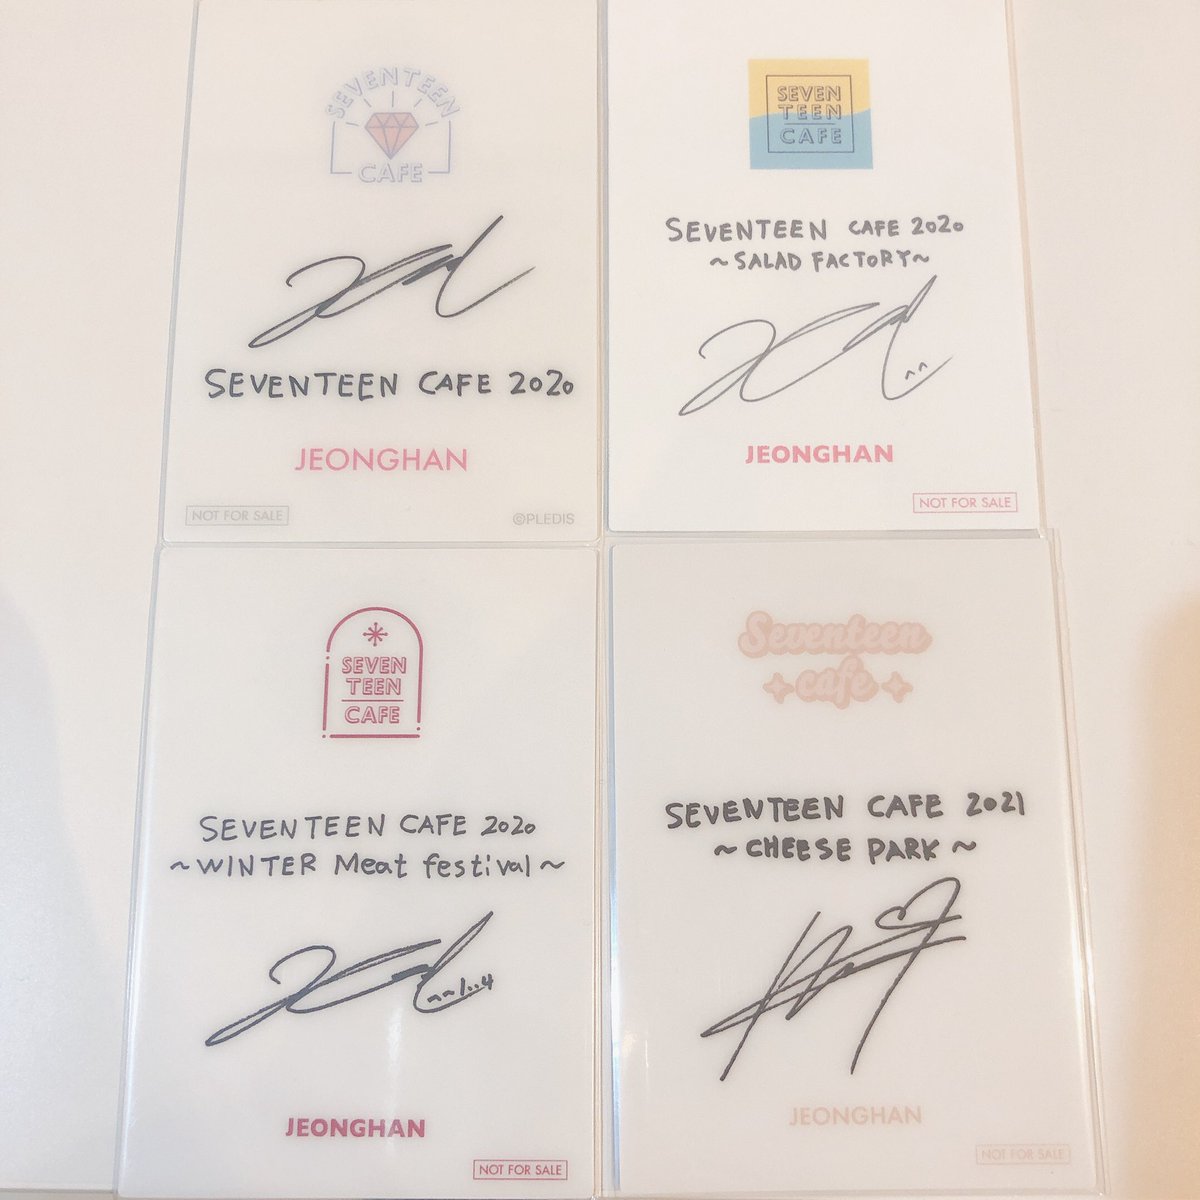 SEVENTEEN
CAFE
SEVENTEEN CAFE 2020
JEONGHAN
NOT FOR SALE
©PLEDIS
SEVEN
TEEN
CAFE
SEVENTEEN CAFE 2020
~SALAD FACTORY~
JEONGHAN
NOT FOR SALE
SEVEN
TEEN
CAFE
SEVENTEEN CAFE 2020
~WINTER Meat festival~
JEONGHAN
NOT FOR SALE
Seventeen
cafe
SEVENTEEN CAFE 2021
~CHEESE PARK~
JEONGHAN
NOT FOR SALE